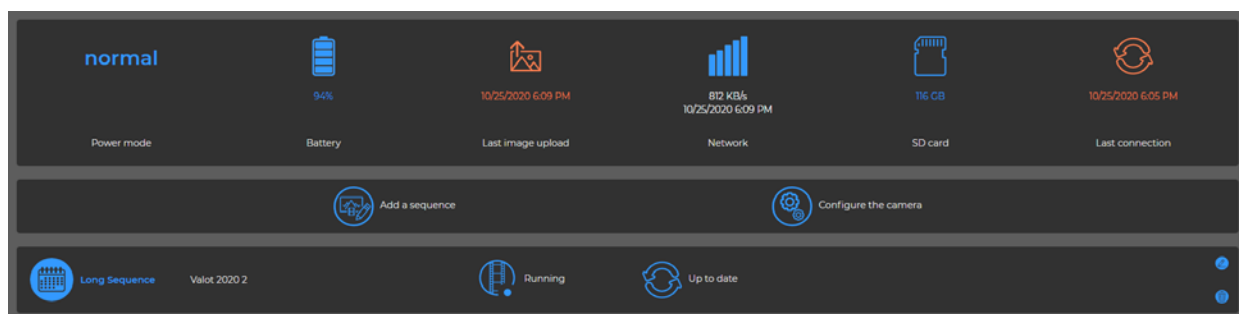 normal
94%
10/25/2020 6:09 PM
812 KB/s
10/25/2020 6:09 PM
116 GB
10/25/2020 6:05 PM
Power mode
Battery
Last image upload
Network
SD card
Last connection
Add a sequence
Configure the camera
Long Sequence
Valot 2020 2
Running
Up to date